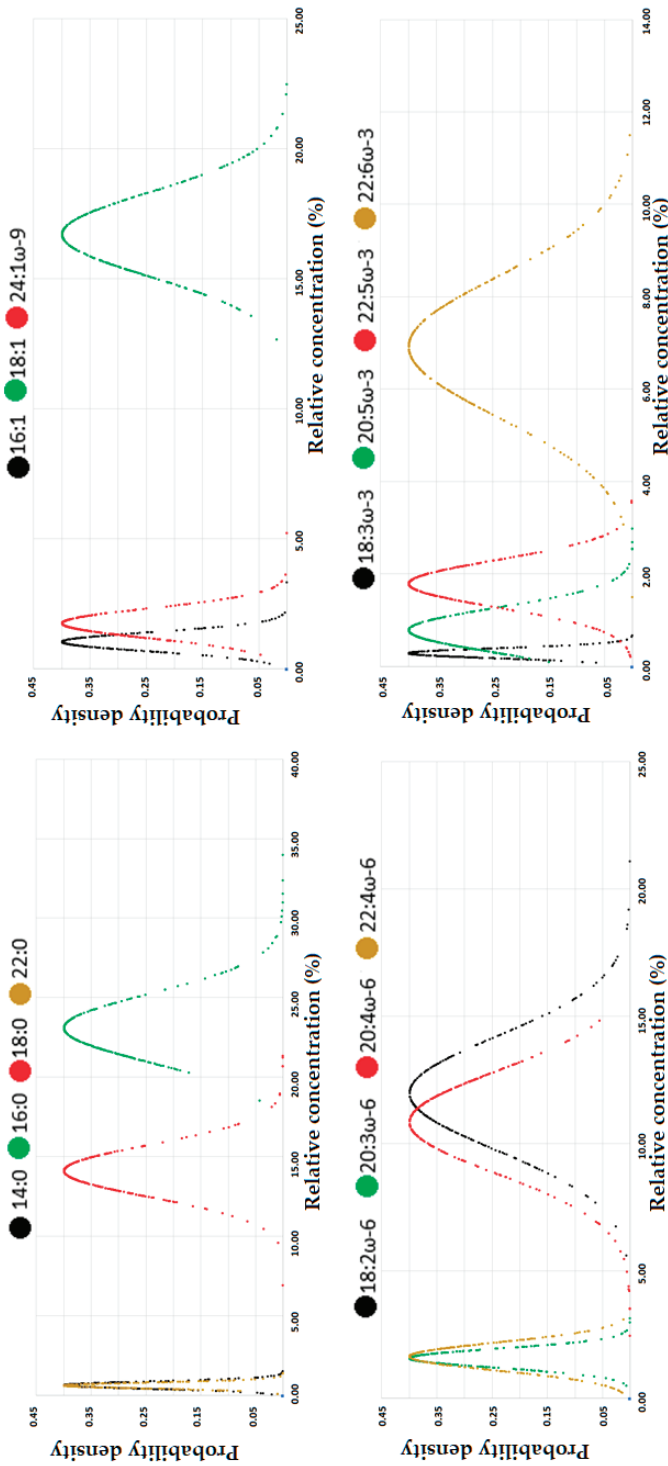 14:0 16:0 18:0 22:0
Probability density
0.45
0.35
0.25
0.15
0.05
0.00 5.00 10.00 15.00 20.00 25.00 30.00 35.00 40.00
Relative concentration (%)
16:1 18:1 24:1ω-9
Probability density
0.45
0.35
0.25
0.15
0.05
0.00 5.00 10.00 15.00 20.00 25.00
Relative concentration (%)
18:2ω-6 20:3ω-6 20:4ω-6 22:4ω-6
Probability density
0.45
0.35
0.25
0.15
0.05
0.00 5.00 10.00 15.00 20.00 25.00
Relative concentration (%)
18:3ω-3 20:5ω-3 22:5ω-3 22:6ω-3
Probability density
0.45
0.35
0.25
0.15
0.05
0.00 2.00 4.00 6.00 8.00 10.00 12.00 14.00
Relative concentration (%)